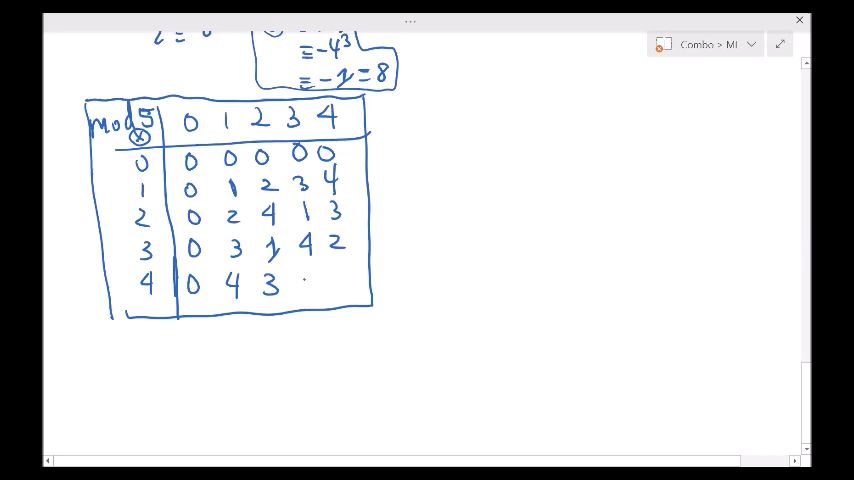 ...
Combo > ML
≡ -4³
≡ -1 = 8
mod 5 0 1 2 3 4
×
0 0 0 0 0 0
1 0 1 2 3 4
2 0 2 4 1 3
3 0 3 1 4 2
4 0 4 3